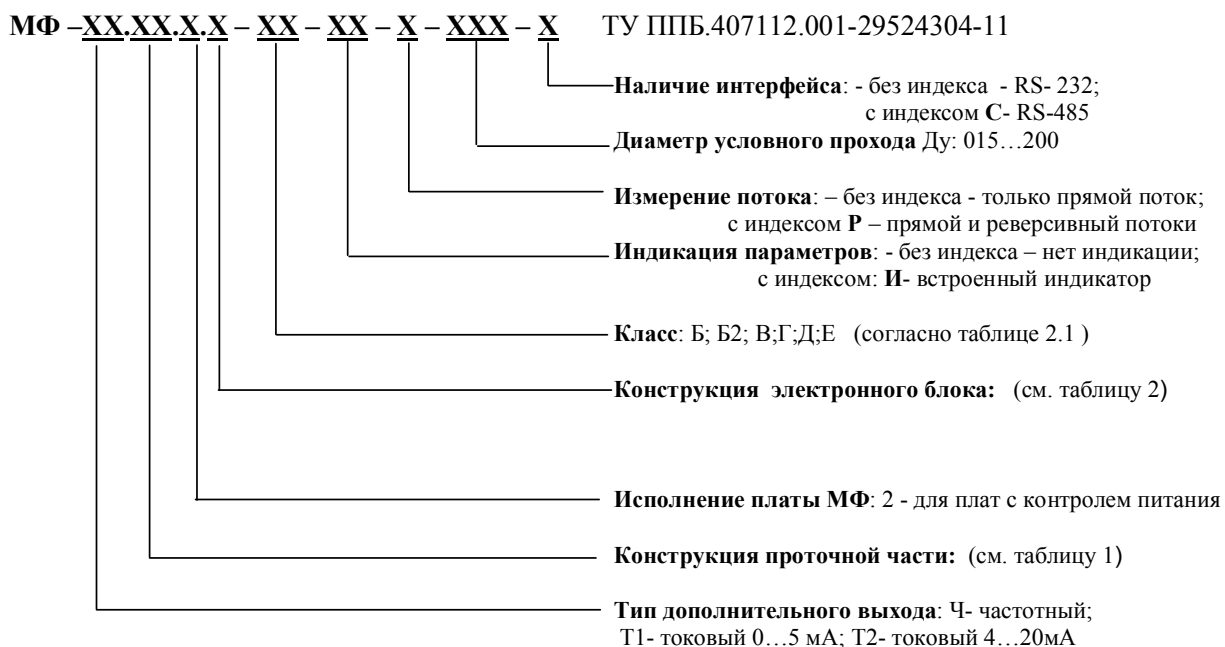 МФ –XX.XX.X.X – XX – XX – X – XXX – X ТУ ППБ.407112.001-29524304-11
Наличие интерфейса: - без индекса - RS- 232;
с индексом С- RS-485
Диаметр условного прохода Ду: 015…200
Измерение потока: – без индекса - только прямой поток;
с индексом Р – прямой и реверсивный потоки
Индикация параметров: - без индекса – нет индикации;
с индексом: И- встроенный индикатор
Класс: Б; Б2; В;Г;Д;Е (согласно таблице 2.1 )
Конструкция электронного блока: (см. таблицу 2)
Исполнение платы МФ: 2 - для плат с контролем питания
Конструкция проточной части: (см. таблицу 1)
Тип дополнительного выхода: Ч- частотный;
Т1- токовый 0…5 мА; Т2- токовый 4…20мА